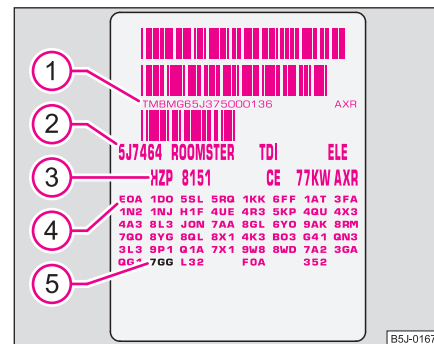 1
TMBMG65J375000136 AXR
2
5J7464 ROOMSTER TDI ELE
3
HZP 8151 CE 77KW AXR
4
E0A 1D0 5SL 5RQ 1KK 6FF 1AT 3FA
1N2 1NJ H1F 4UE 4R3 5KP 4QU 4X3
4A3 8L3 J0N 7AA 8GL 6Y0 9AK 8RM
7Q0 8YG 8QL 8X1 4K3 B03 G41 QN3
3L3 9P1 Q1A 7X1 9W8 8WD 7A2 3GA
5
QG1 7GG L32 F0A 352
B5J-0167